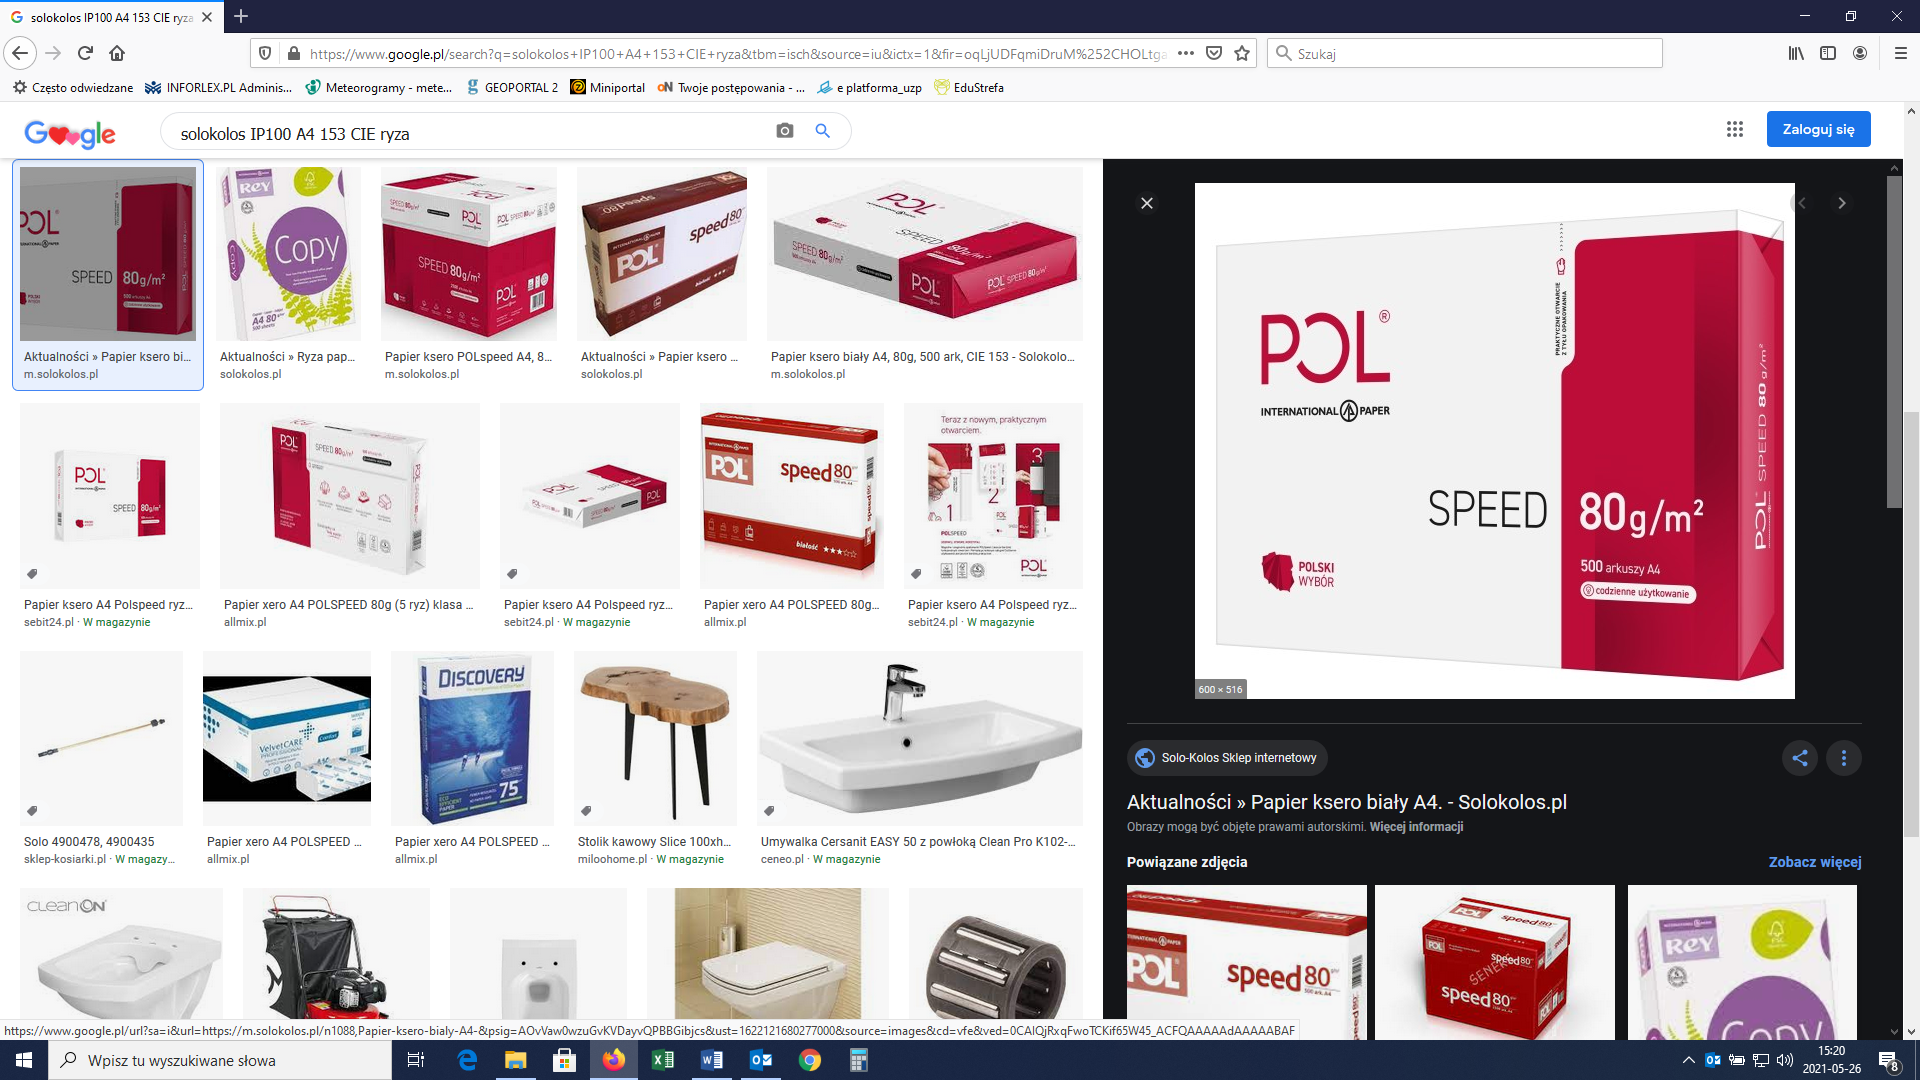 solokolos IP100 A4 153 CIE ryza
https://www.google.pl/search?q=solokolos+IP100+A4+153+CIE+ryza&tbm=isch&source=iu&ictx=1&fir=oqLjUDFqmiDruM%252CHOLtga
Szukaj
Często odwiedzane
INFORLEX.PL Adminis...
Meteorogramy - mete...
GEOPORTAL 2
Miniportal
Twoje postępowania - ...
e platforma_uzp
EduStrefa
Google
solokolos IP100 A4 153 CIE ryza
Zaloguj się
Aktualności » Papier ksero bi...
m.solokolos.pl
Aktualności » Ryza pap...
solokolos.pl
Papier ksero POLspeed A4, 8...
m.solokolos.pl
Aktualności » Papier ksero ...
solokolos.pl
Papier ksero biały A4, 80g, 500 ark, CIE 153 - Solokolo...
m.solokolos.pl
Teraz z nowym, praktycznym
otwarciem.
Papier ksero A4 Polspeed ryz...
sebit24.pl · W magazynie
Papier xero A4 POLSPEED 80g (5 ryz) klasa ...
allmix.pl
Papier ksero A4 Polspeed ryz...
sebit24.pl · W magazynie
Papier xero A4 POLSPEED 80g...
allmix.pl
Papier ksero A4 Polspeed ryz...
sebit24.pl · W magazynie
Solo 4900478, 4900435
sklep-kosiarki.pl · W magazy...
Papier xero A4 POLSPEED ...
allmix.pl
Papier xero A4 POLSPEED ...
allmix.pl
Stolik kawowy Slice 100xh...
miloohome.pl · W magazynie
Umywalka Cersanit EASY 50 z powłoką Clean Pro K102-...
ceneo.pl · W magazynie
CLEANON
POL®
INTERNATIONAL PAPER
SPEED
80g/m²
500 arkuszy A4
codzienne użytkowanie
POLSKI
WYBÓR
PRAKTYCZNE OTWARCIE
Z TYŁU OPAKOWANIA
POL SPEED 80 g/m²
600 × 516
Solo-Kolos Sklep internetowy
Aktualności » Papier ksero biały A4. - Solokolos.pl
Obrazy mogą być objęte prawami autorskimi. Więcej informacji
Powiązane zdjęcia
Zobacz więcej
https://www.google.pl/url?sa=i&url=https://m.solokolos.pl/n1088,Papier-ksero-bialy-A4-&psig=AOvVaw0wzuGvKVDayvQPBBGibjcs&ust=1622121680277000&source=images&cd=vfe&ved=0CAIQjRxqFwoTCKif65W45_ACFQAAAAAdAAAAABAF
Wpisz tu wyszukiwane słowa
15:20
2021-05-26
8